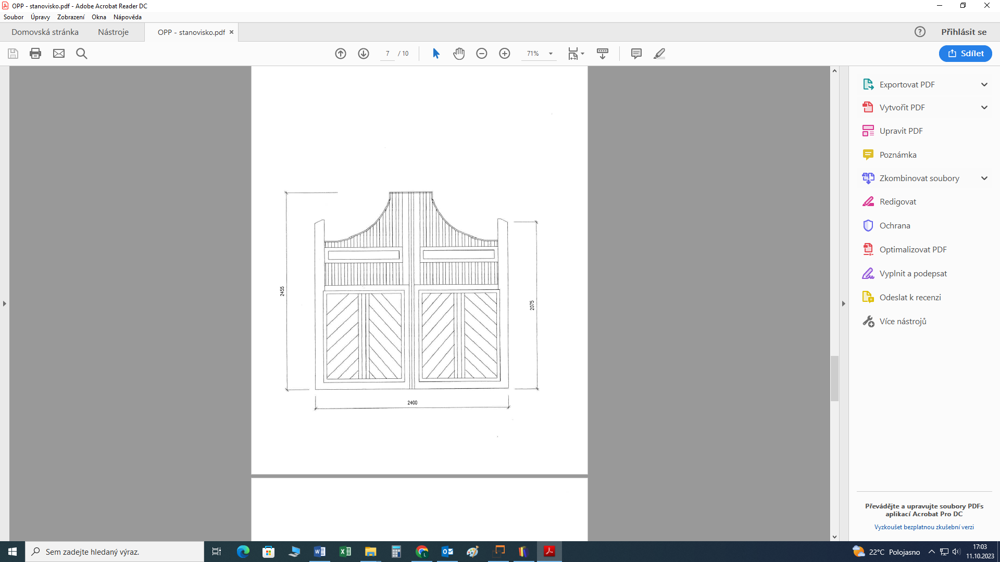 OPP - stanovisko.pdf - Adobe Acrobat Reader DC
Soubor Úpravy Zobrazení Okna Nápověda
Domovská stránka Nástroje OPP - stanovisko.pdf × Přihlásit se
7 / 10 71% Sdílet
Exportovat PDF
Vytvořit PDF
Upravit PDF
Poznámka
Zkombinovat soubory
Redigovat
Ochrana
Optimalizovat PDF
Vyplnit a podepsat
Odeslat k recenzi
Více nástrojů
2455
2075
2400
Převádějte a upravujte soubory PDFs
aplikací Acrobat Pro DC
Vyzkoušet bezplatnou zkušební verzi
Sem zadejte hledaný výraz.
22°C Polojasno
17:03
11.10.2023